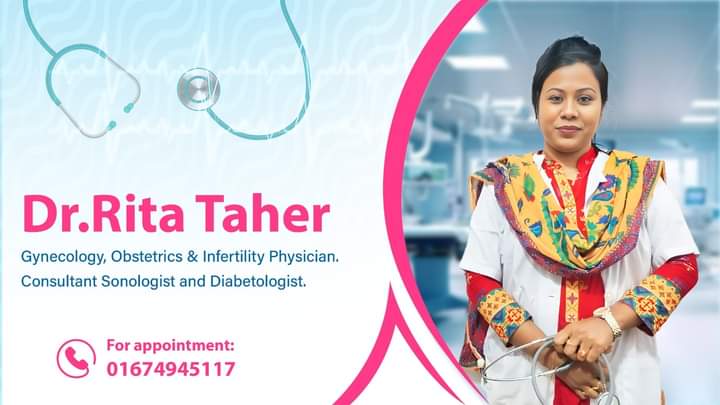 Dr.Rita Taher
Gynecology, Obstetrics & Infertility Physician.
Consultant Sonologist and Diabetologist.
For appointment:
01674945117